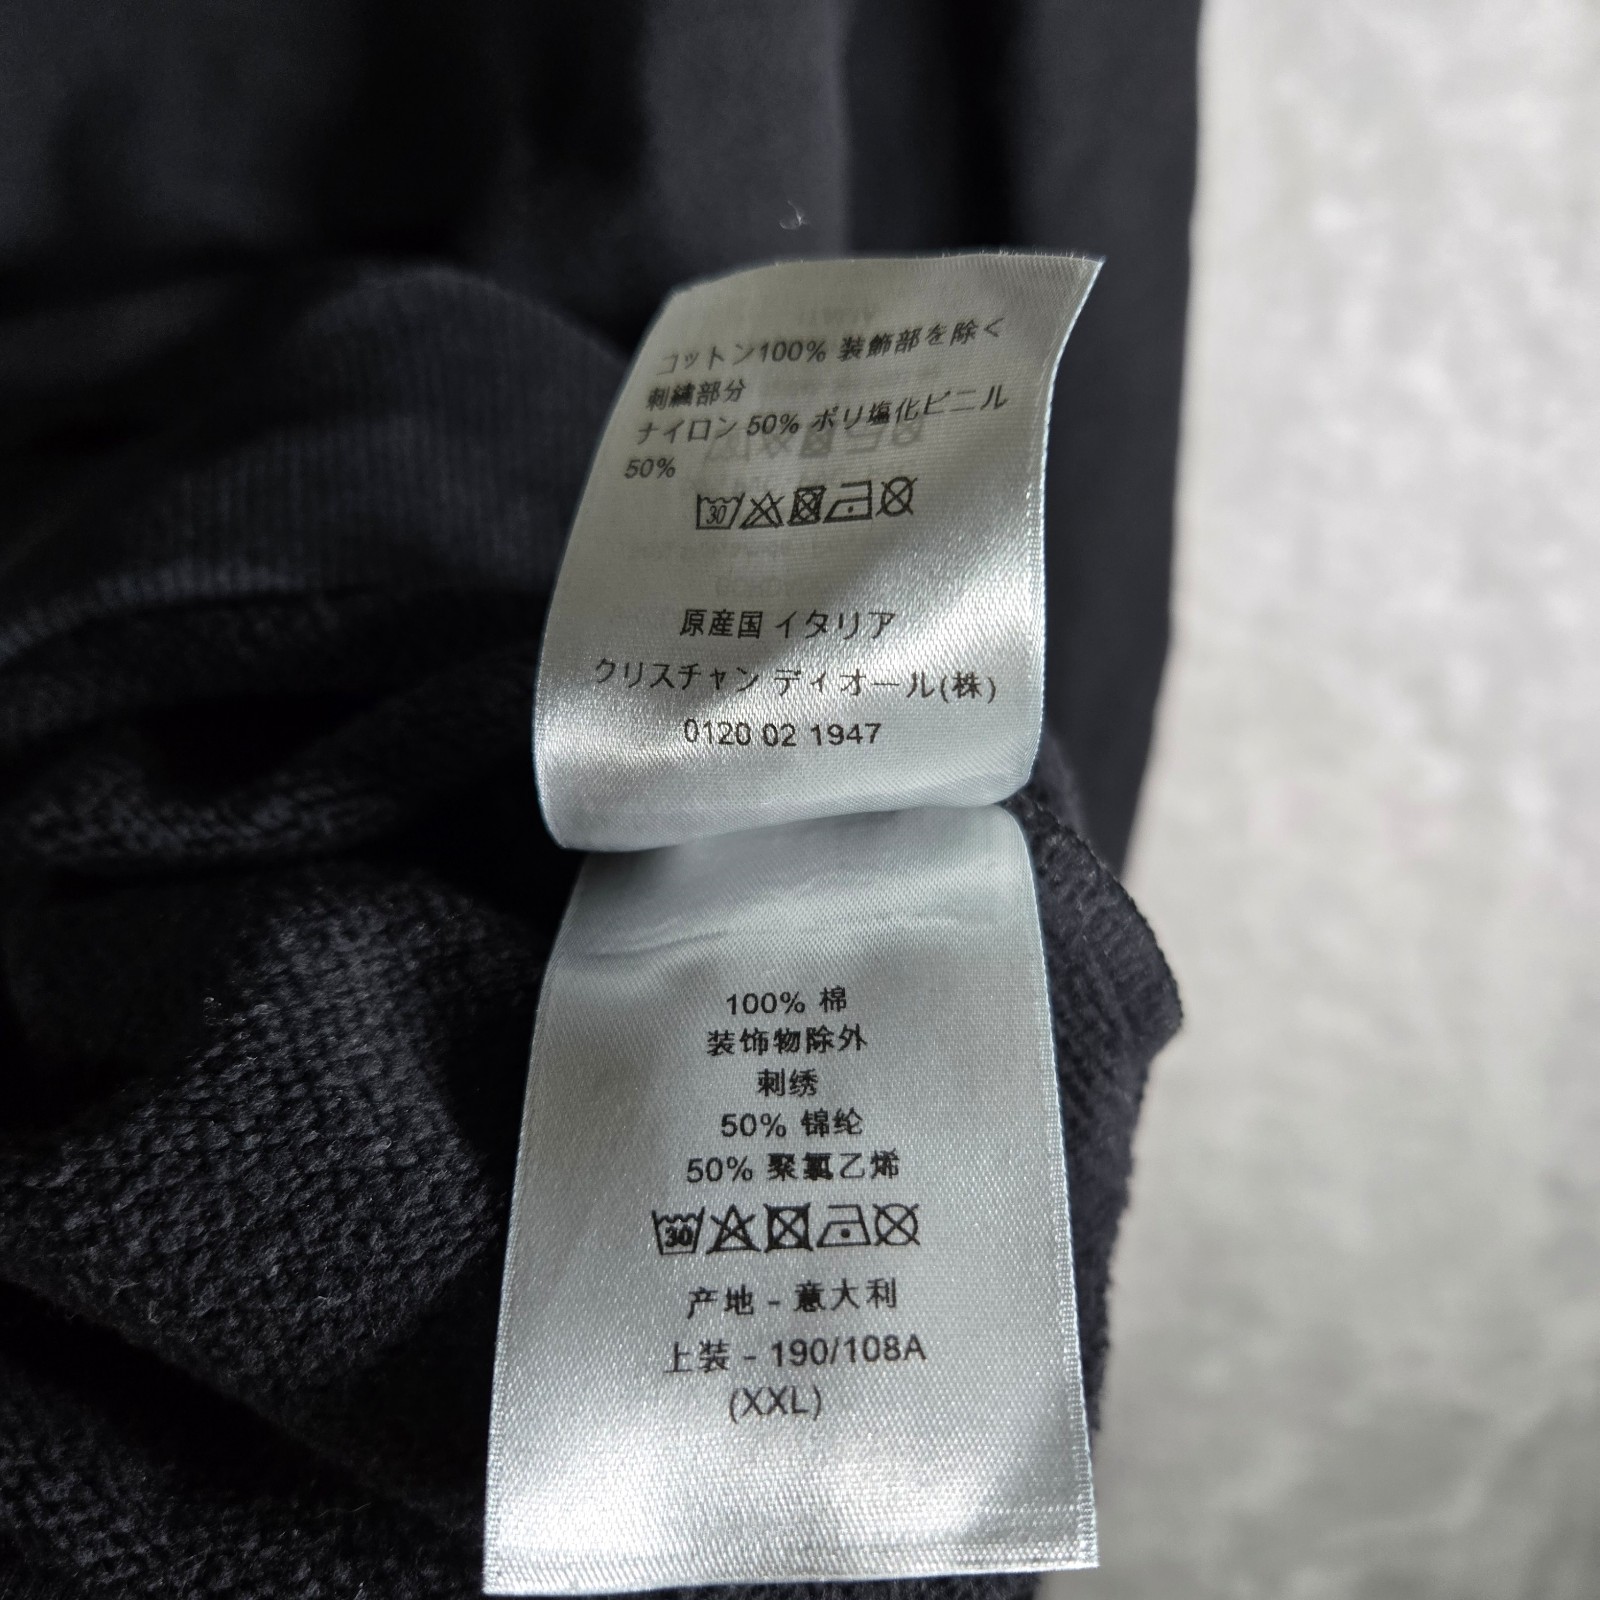 コットン100% 装飾部を除く
刺繍部分
ナイロン 50% ポリ塩化ビニル
50%
30
原産国 イタリア
クリスチャン ディオール(株)
0120 02 1947
100% 棉
装饰物除外
刺绣
50% 锦纶
50% 聚氯乙烯
30
产地 - 意大利
上装 - 190/108A
(XXL)